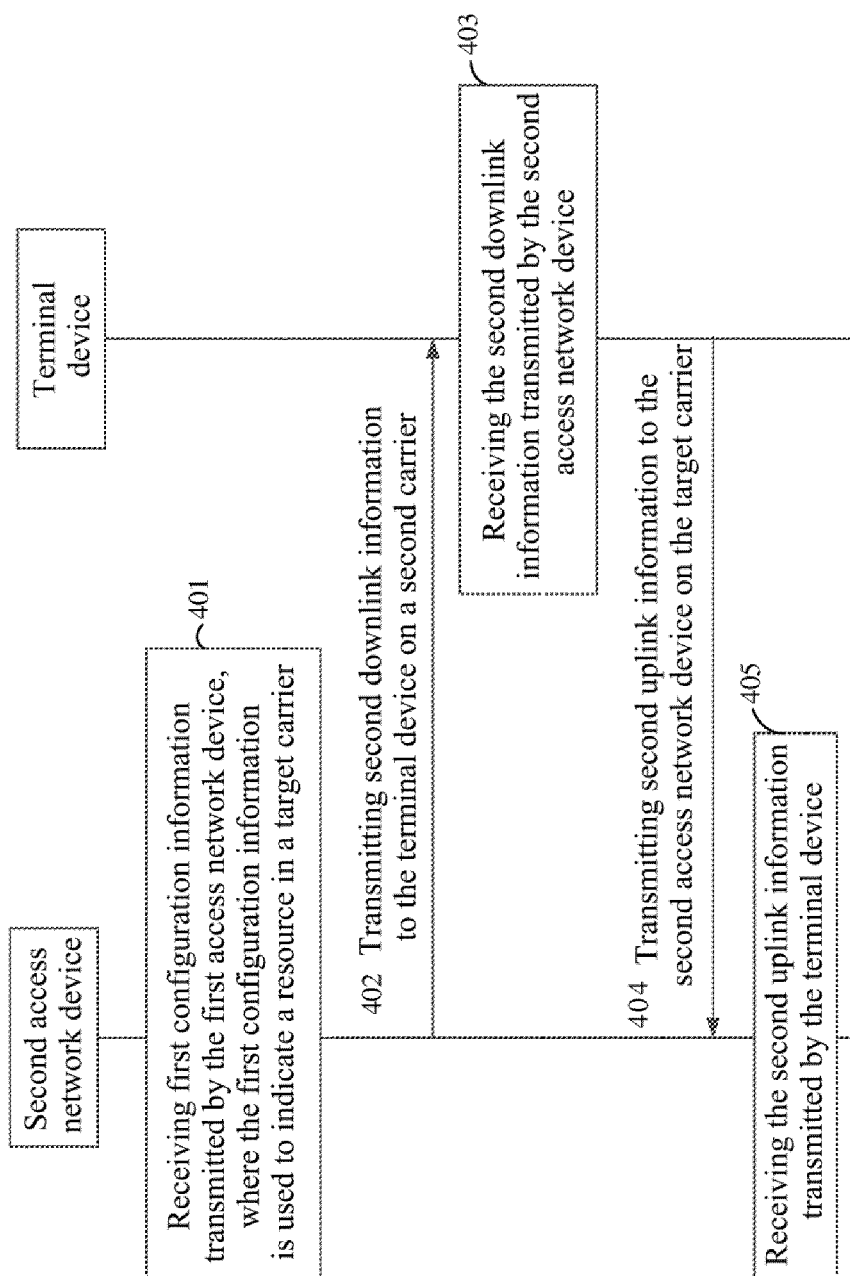 Second access
network device
Terminal
device
401
Receiving first configuration information
transmitted by the first access network device,
where the first configuration information
is used to indicate a resource in a target carrier
402 Transmitting second downlink information
to the terminal device on a second carrier
403
Receiving the second downlink
information transmitted by the second
access network device
404 Transmitting second uplink information to the
second access network device on the target carrier
405
Receiving the second uplink information
transmitted by the terminal device